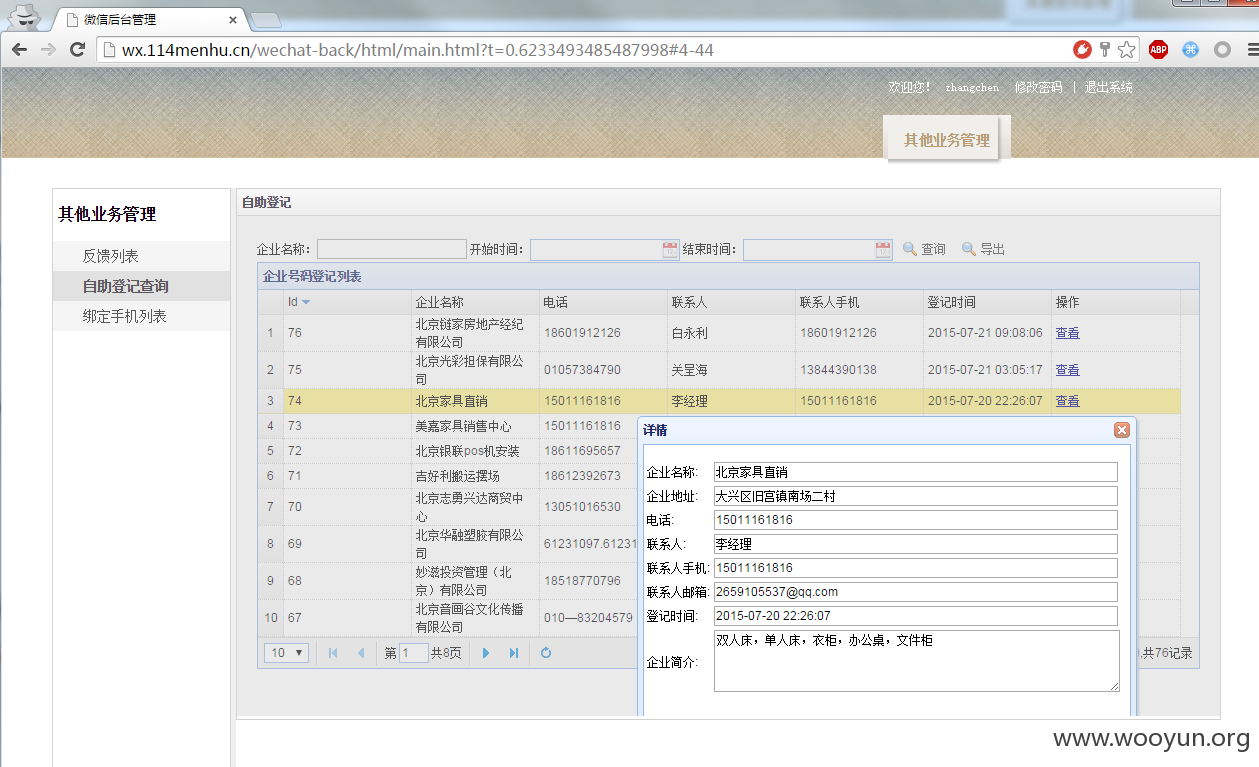 微信后台管理
wx.114menhu.cn/wechat-back/html/main.html?t=0.6233493485487998#4-44
ABP
欢迎您! zhangchen 修改密码 | 退出系统
其他业务管理
其他业务管理
反馈列表
自助登记查询
绑定手机列表
自助登记
企业名称: 开始时间: 结束时间: 查询 导出
企业号码登记列表
Id 企业名称 电话 联系人 联系人手机 登记时间 操作
1 76 北京链家房地产经纪有限公司 18601912126 白永利 18601912126 2015-07-21 09:08:06 查看
2 75 北京光彩担保有限公司 01057384790 关呈海 13844390138 2015-07-21 03:05:17 查看
3 74 北京家具直销 15011161816 李经理 15011161816 2015-07-20 22:26:07 查看
4 73 美嘉家具销售中心 15011161816
5 72 北京银联pos机安装 18611695657
6 71 吉好利搬运摆场 18612392673
7 70 北京志勇兴达商贸中心 13051016530
8 69 北京华融塑胶有限公司 61231097.61231
9 68 妙滋投资管理（北京）有限公司 18518770796
10 67 北京音画谷文化传播有限公司 010—83204579
10 第 1 共8页
,共76记录
详情
企业名称: 北京家具直销
企业地址: 大兴区旧宫镇南场二村
电话: 15011161816
联系人: 李经理
联系人手机: 15011161816
联系人邮箱: 2659105537@qq.com
登记时间: 2015-07-20 22:26:07
企业简介: 双人床，单人床，衣柜，办公桌，文件柜
www.wooyun.org